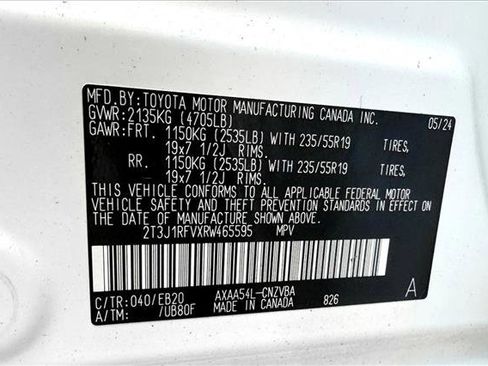 MFD.BY:TOYOTA MOTOR MANUFACTURING CANADA INC.
GVWR:2135KG (4705LB) 05/24
GAWR:FRT. 1150KG (2535LB) WITH 235/55R19 TIRES,
19x7 1/2J RIMS.
RR. 1150KG (2535LB) WITH 235/55R19 TIRES,
19x7 1/2J RIMS.
THIS VEHICLE CONFORMS TO ALL APPLICABLE FEDERAL MOTOR
VEHICLE SAFETY AND THEFT PREVENTION STANDARDS IN EFFECT ON
THE DATE OF MANUFACTURE SHOWN ABOVE.
2T3J1RFVXRW465595 MPV
C/TR:040/EB20 AXAA54L-CNZVBA A
A/TM: 7UB80F MADE IN CANADA 826